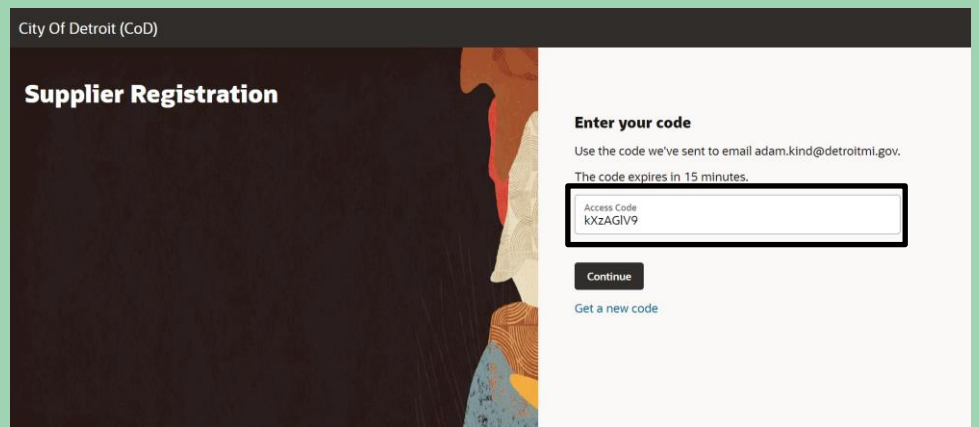 City Of Detroit (CoD)
Supplier Registration
Enter your code
Use the code we've sent to email adam.kind@detroitmi.gov.
The code expires in 15 minutes.
Access Code
kXzAGlV9
Continue
Get a new code